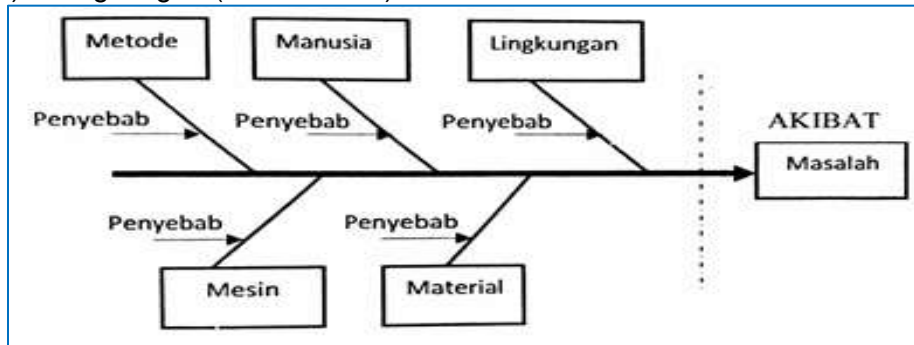 Metode
Manusia
Lingkungan
Penyebab
Penyebab
Penyebab
AKIBAT
Masalah
Penyebab
Penyebab
Mesin
Material